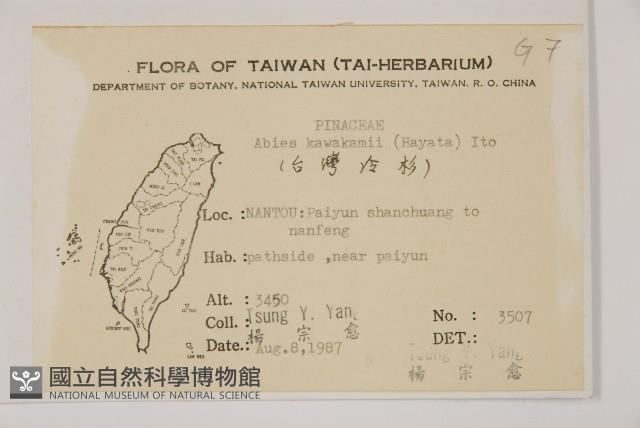 G 7
FLORA OF TAIWAN (TAI-HERBARIUM)
DEPARTMENT OF BOTANY, NATIONAL TAIWAN UNIVERSITY, TAIWAN, R. O. CHINA
PINACEAE
Abies kawakamii (Hayata) Ito
(台灣冷杉)
Loc. :NANTOU:Paiyun shanchuang to
nanfeng
Hab. :pathside ,near paiyun
Alt. :3450
Coll. :Tsung Y. Yang
楊 宗 愈
No. : 3507
Date.:Aug.8,1987
DET.:
Tsung Y. Yang
楊 宗 愈
國立自然科學博物館
NATIONAL MUSEUM OF NATURAL SCIENCE